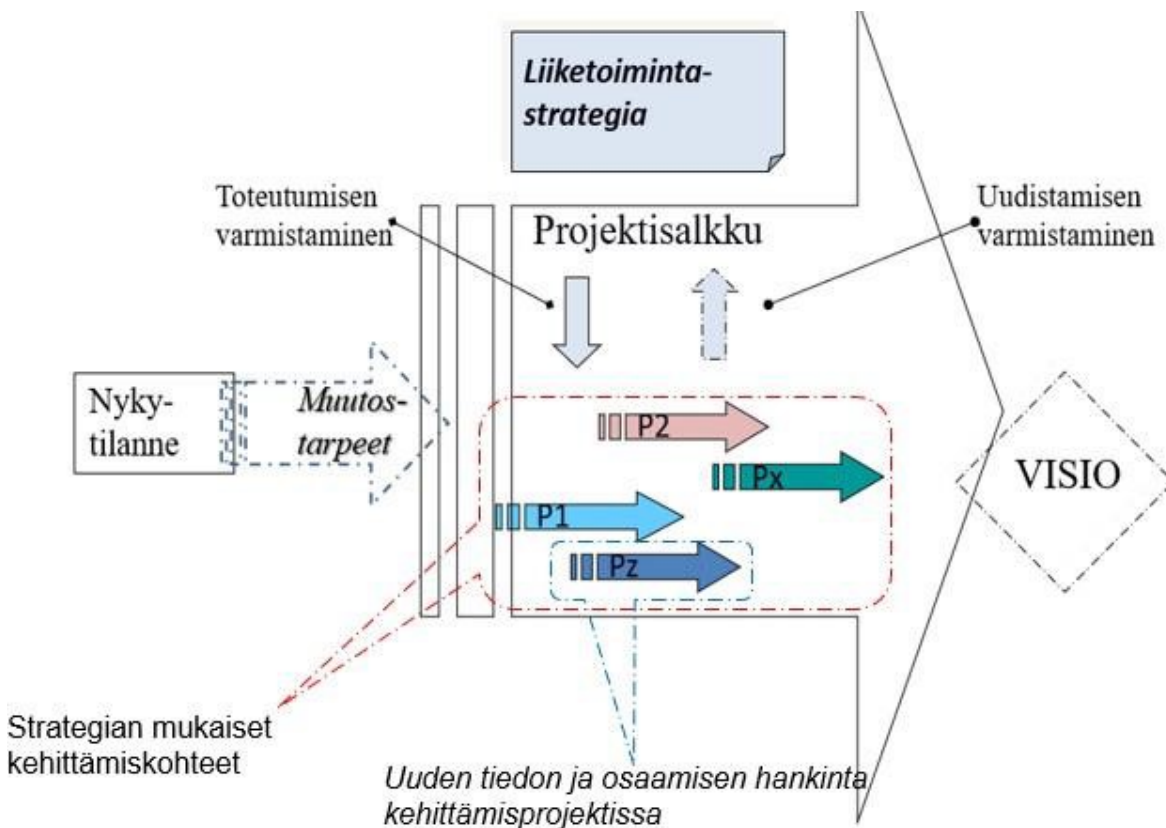 Liiketoiminta-
strategia
Toteutumisen
varmistaminen
Projektisalkku
Uudistamisen
varmistaminen
Nyky-
tilanne
Muutos-
tarpeet
P2
Px
P1
Pz
VISIO
Strategian mukaiset
kehittämiskohteet
Uuden tiedon ja osaamisen hankinta
kehittämisprojektissa